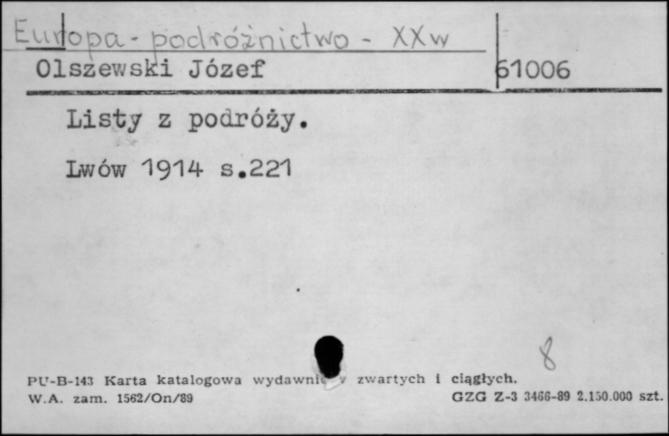 Europa - podróżnictwo - XXw
Olszewski Józef 61006
Listy z podróży.
Lwów 1914 s.221
8
PU-B-143 Karta katalogowa zwartych i ciągłych.
W.A. zam. 1562/On/89 GZG Z-3 3466-89 2.150.000 szt.